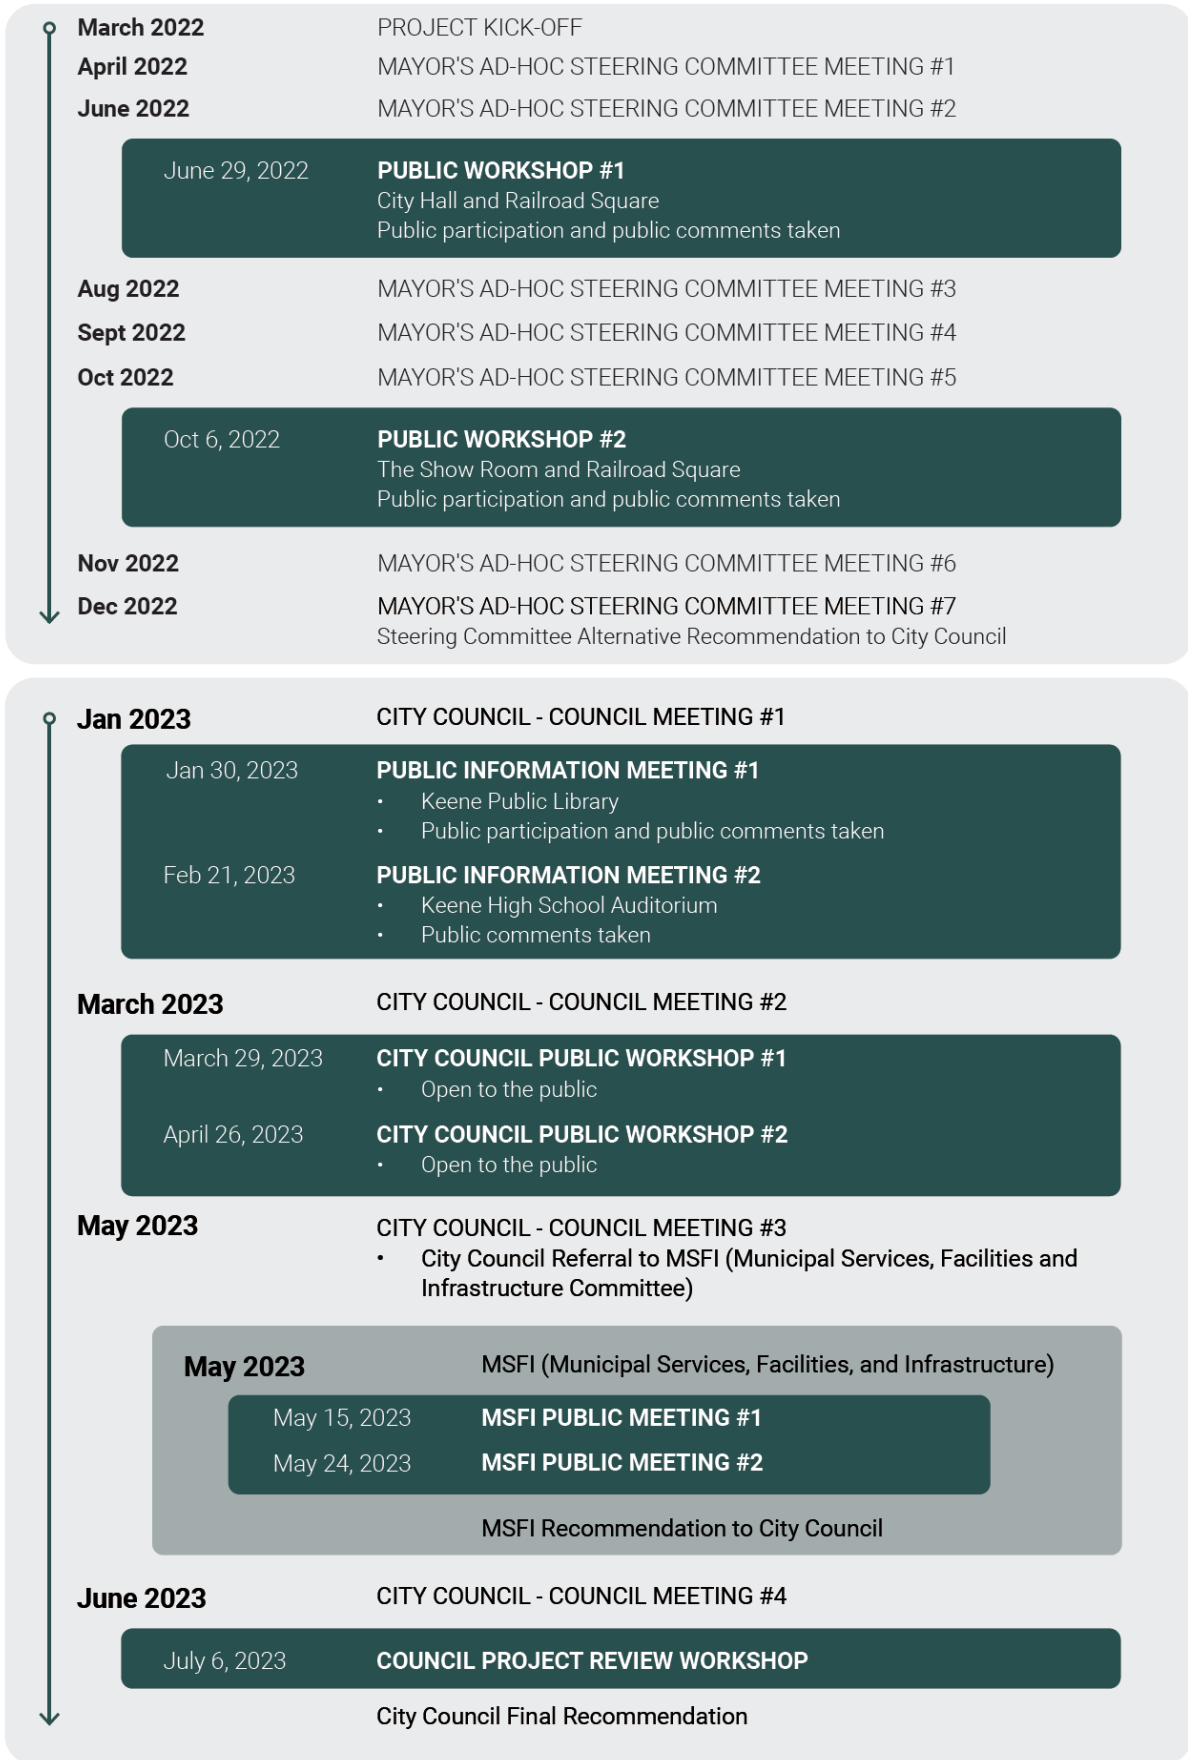 March 2022 PROJECT KICK-OFF
April 2022 MAYOR'S AD-HOC STEERING COMMITTEE MEETING #1
June 2022 MAYOR'S AD-HOC STEERING COMMITTEE MEETING #2
June 29, 2022 PUBLIC WORKSHOP #1
City Hall and Railroad Square
Public participation and public comments taken
Aug 2022 MAYOR'S AD-HOC STEERING COMMITTEE MEETING #3
Sept 2022 MAYOR'S AD-HOC STEERING COMMITTEE MEETING #4
Oct 2022 MAYOR'S AD-HOC STEERING COMMITTEE MEETING #5
Oct 6, 2022 PUBLIC WORKSHOP #2
The Show Room and Railroad Square
Public participation and public comments taken
Nov 2022 MAYOR'S AD-HOC STEERING COMMITTEE MEETING #6
Dec 2022 MAYOR'S AD-HOC STEERING COMMITTEE MEETING #7
Steering Committee Alternative Recommendation to City Council
Jan 2023 CITY COUNCIL - COUNCIL MEETING #1
Jan 30, 2023 PUBLIC INFORMATION MEETING #1
• Keene Public Library
• Public participation and public comments taken
Feb 21, 2023 PUBLIC INFORMATION MEETING #2
• Keene High School Auditorium
• Public comments taken
March 2023 CITY COUNCIL - COUNCIL MEETING #2
March 29, 2023 CITY COUNCIL PUBLIC WORKSHOP #1
• Open to the public
April 26, 2023 CITY COUNCIL PUBLIC WORKSHOP #2
• Open to the public
May 2023 CITY COUNCIL - COUNCIL MEETING #3
• City Council Referral to MSFI (Municipal Services, Facilities and
Infrastructure Committee)
May 2023 MSFI (Municipal Services, Facilities, and Infrastructure)
May 15, 2023 MSFI PUBLIC MEETING #1
May 24, 2023 MSFI PUBLIC MEETING #2
MSFI Recommendation to City Council
June 2023 CITY COUNCIL - COUNCIL MEETING #4
July 6, 2023 COUNCIL PROJECT REVIEW WORKSHOP
City Council Final Recommendation